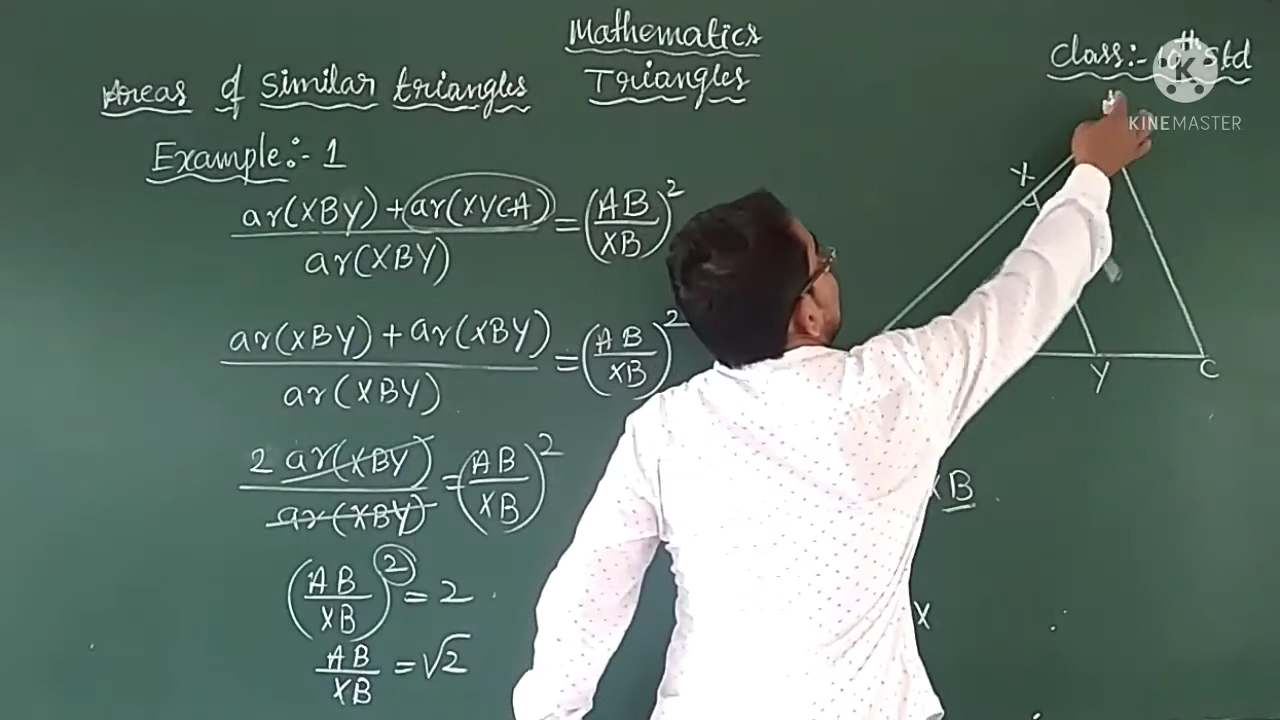 Mathematics
Class:- 10th Std
Areas of Similar triangles
Triangles
K
KINEMASTER
Example:- 1
ar(XBY) + ar(XYCA) / ar(XBY) = (AB/XB)²
X
ar(XBY) + ar(XBY) / ar(XBY) = (AB/XB)²
Y
C
2 ar(XBY) / ar(XBY) = (AB/XB)²
B
(AB/XB)² = 2
X
AB/XB = √2